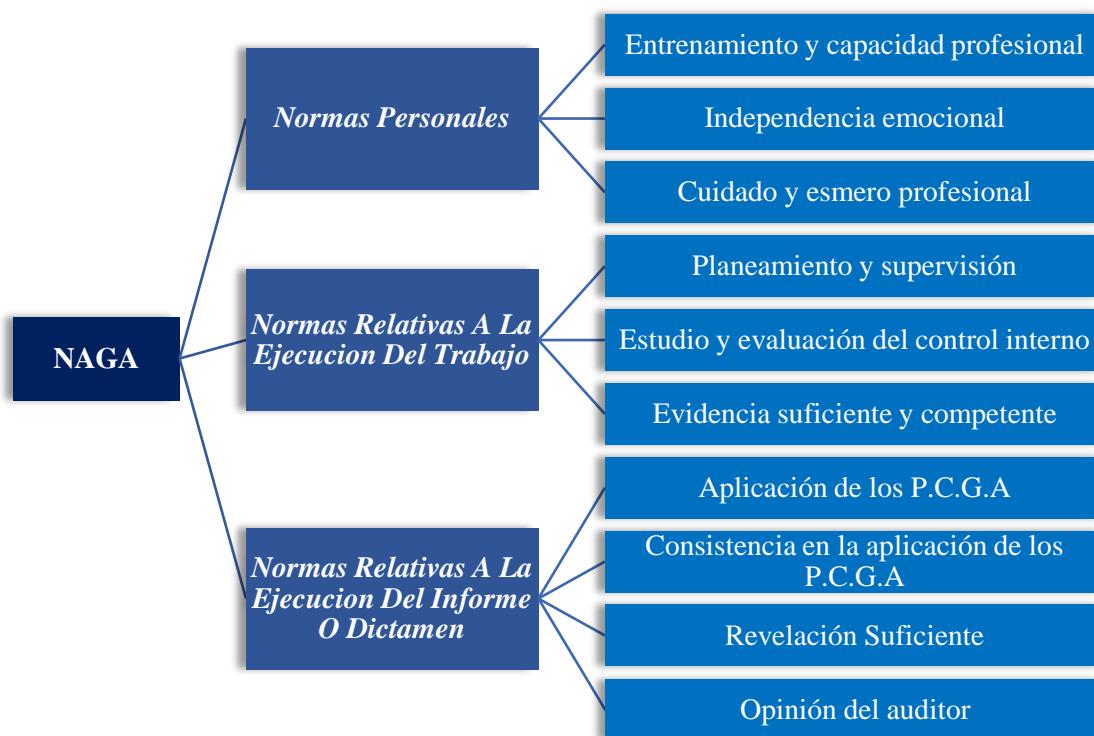 NAGA
Normas Personales
Entrenamiento y capacidad profesional
Independencia emocional
Cuidado y esmero profesional
Normas Relativas A La
Ejecucion Del Trabajo
Planeamiento y supervisión
Estudio y evaluación del control interno
Evidencia suficiente y competente
Normas Relativas A La
Ejecucion Del Informe
O Dictamen
Aplicación de los P.C.G.A
Consistencia en la aplicación de los
P.C.G.A
Revelación Suficiente
Opinión del auditor